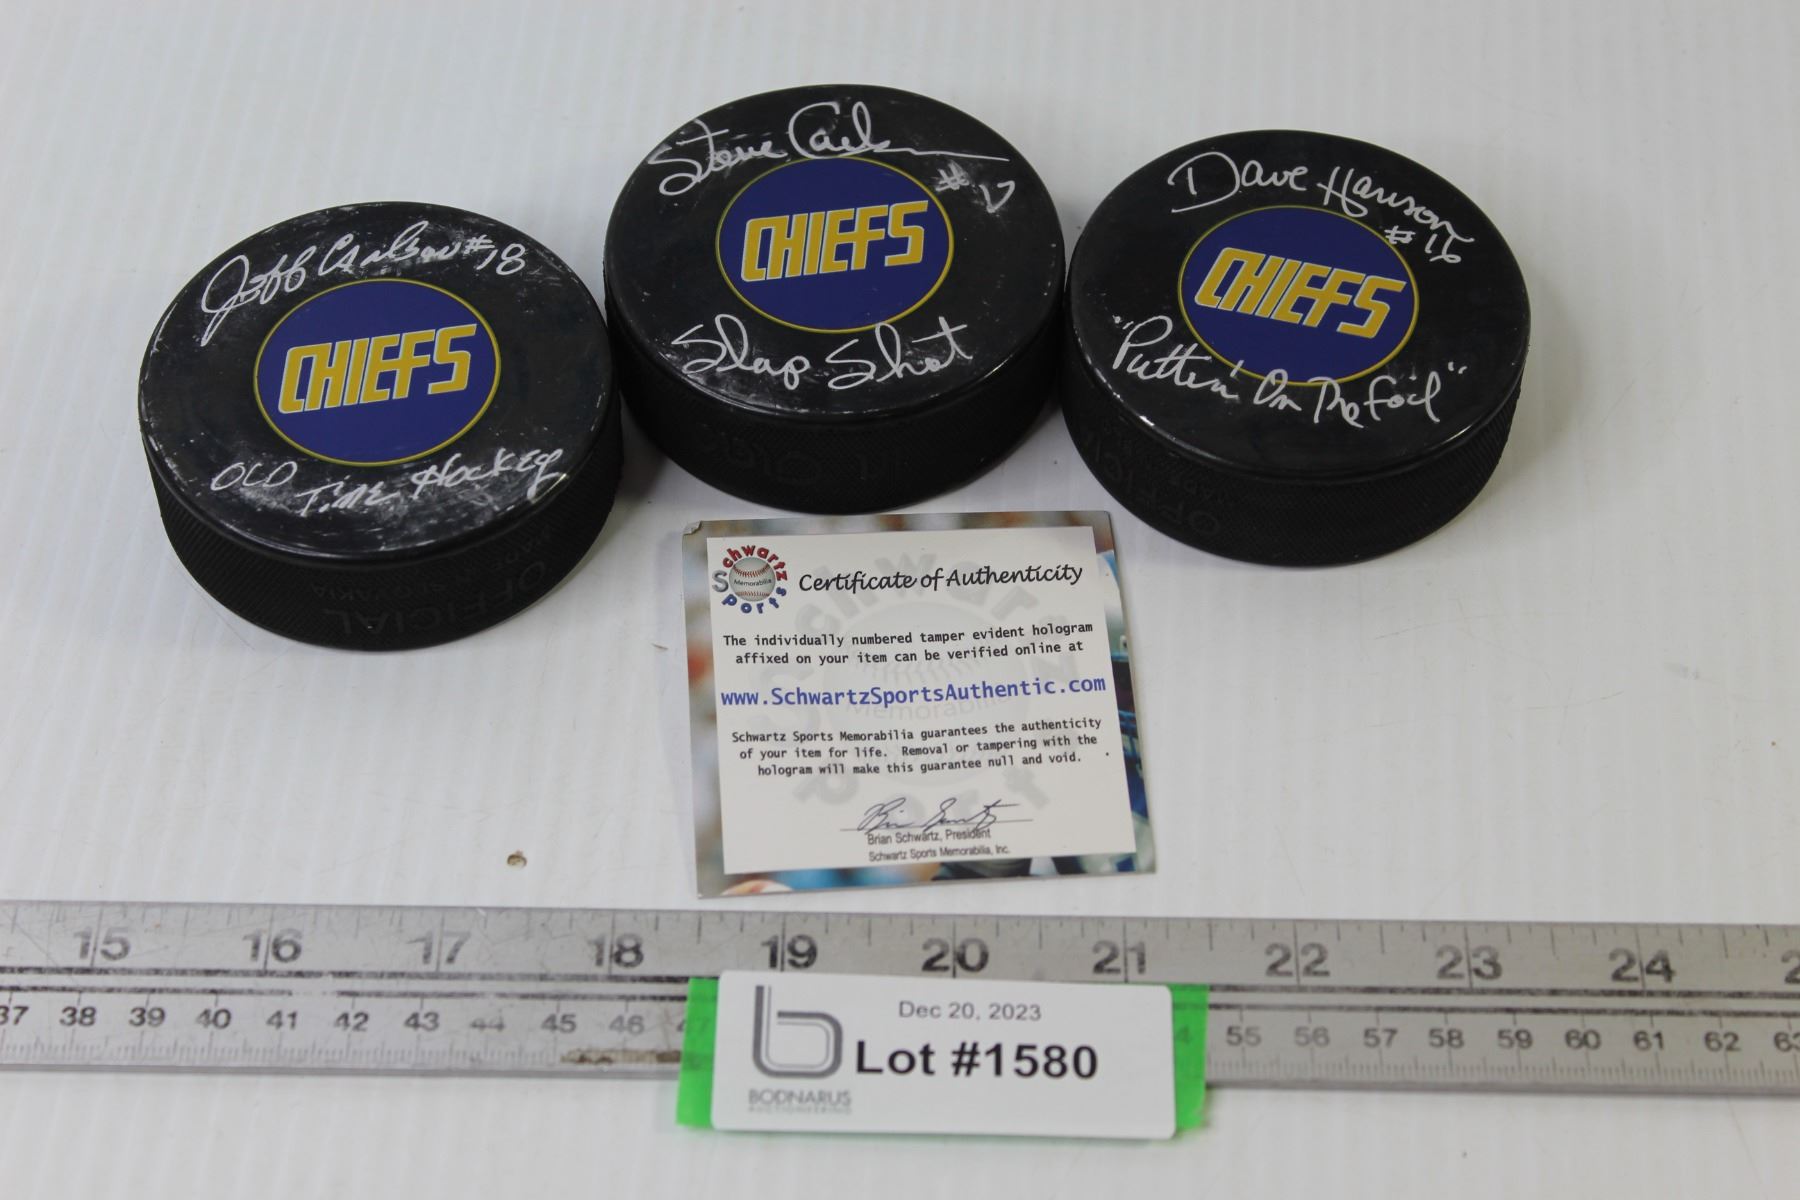 Jeff Carlson #18
CHIEFS
OLD Time Hockey
OFFICIAL
SLOVAKIA
Steve Carlson
#17
CHIEFS
Slap Shot
Dave Hanson
#16
CHIEFS
"Puttin' On The Foil"
Schwartz
Sports
Memorabilia
Certificate of Authenticity
The individually numbered tamper evident hologram
affixed on your item can be verified online at
www.SchwartzSportsAuthentic.com
Schwartz Sports Memorabilia guarantees the authenticity
of your item for life. Removal or tampering with the
hologram will make this guarantee null and void.
Brian Schwartz, President
Schwartz Sports Memorabilia, Inc.
15 16 17 18 19 20 21 22 23 24
37 38 39 40 41 42 43 44 45 46 47 55 56 57 58 59 60 61 62 63
Dec 20, 2023
Lot #1580
BODNARUS
AUCTIONEERING